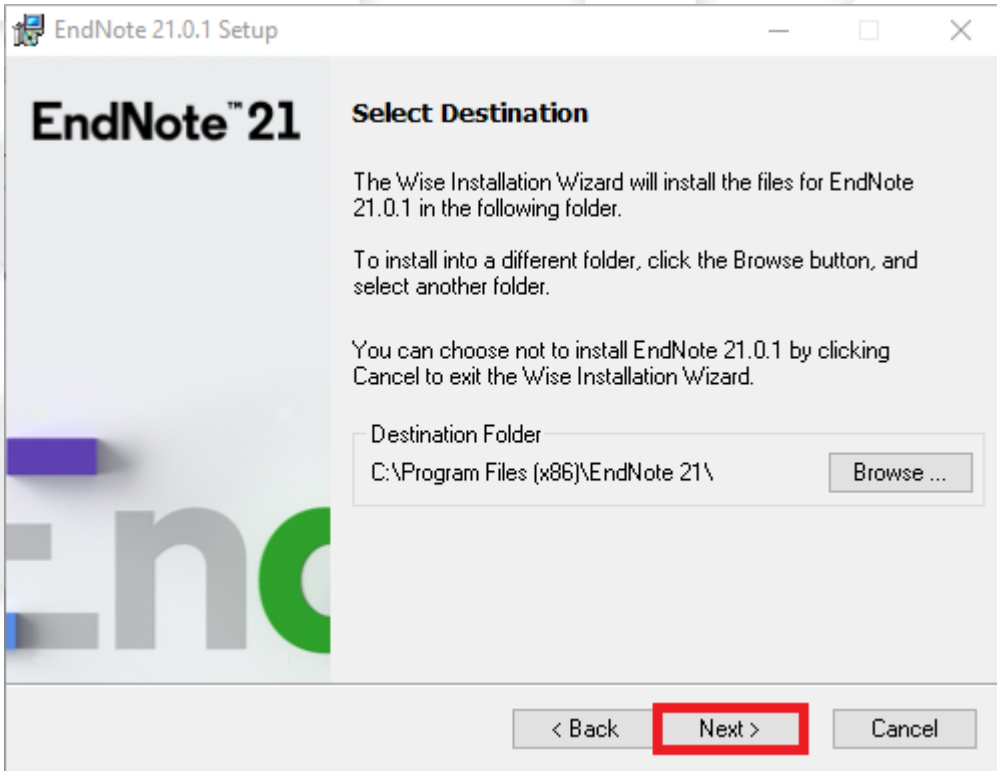 EndNote 21.0.1 Setup
EndNote™21
Select Destination
The Wise Installation Wizard will install the files for EndNote
21.0.1 in the following folder.
To install into a different folder, click the Browse button, and
select another folder.
You can choose not to install EndNote 21.0.1 by clicking
Cancel to exit the Wise Installation Wizard.
Destination Folder
C:\Program Files (x86)\EndNote 21\
Browse ...
Enc
< Back
Next >
Cancel